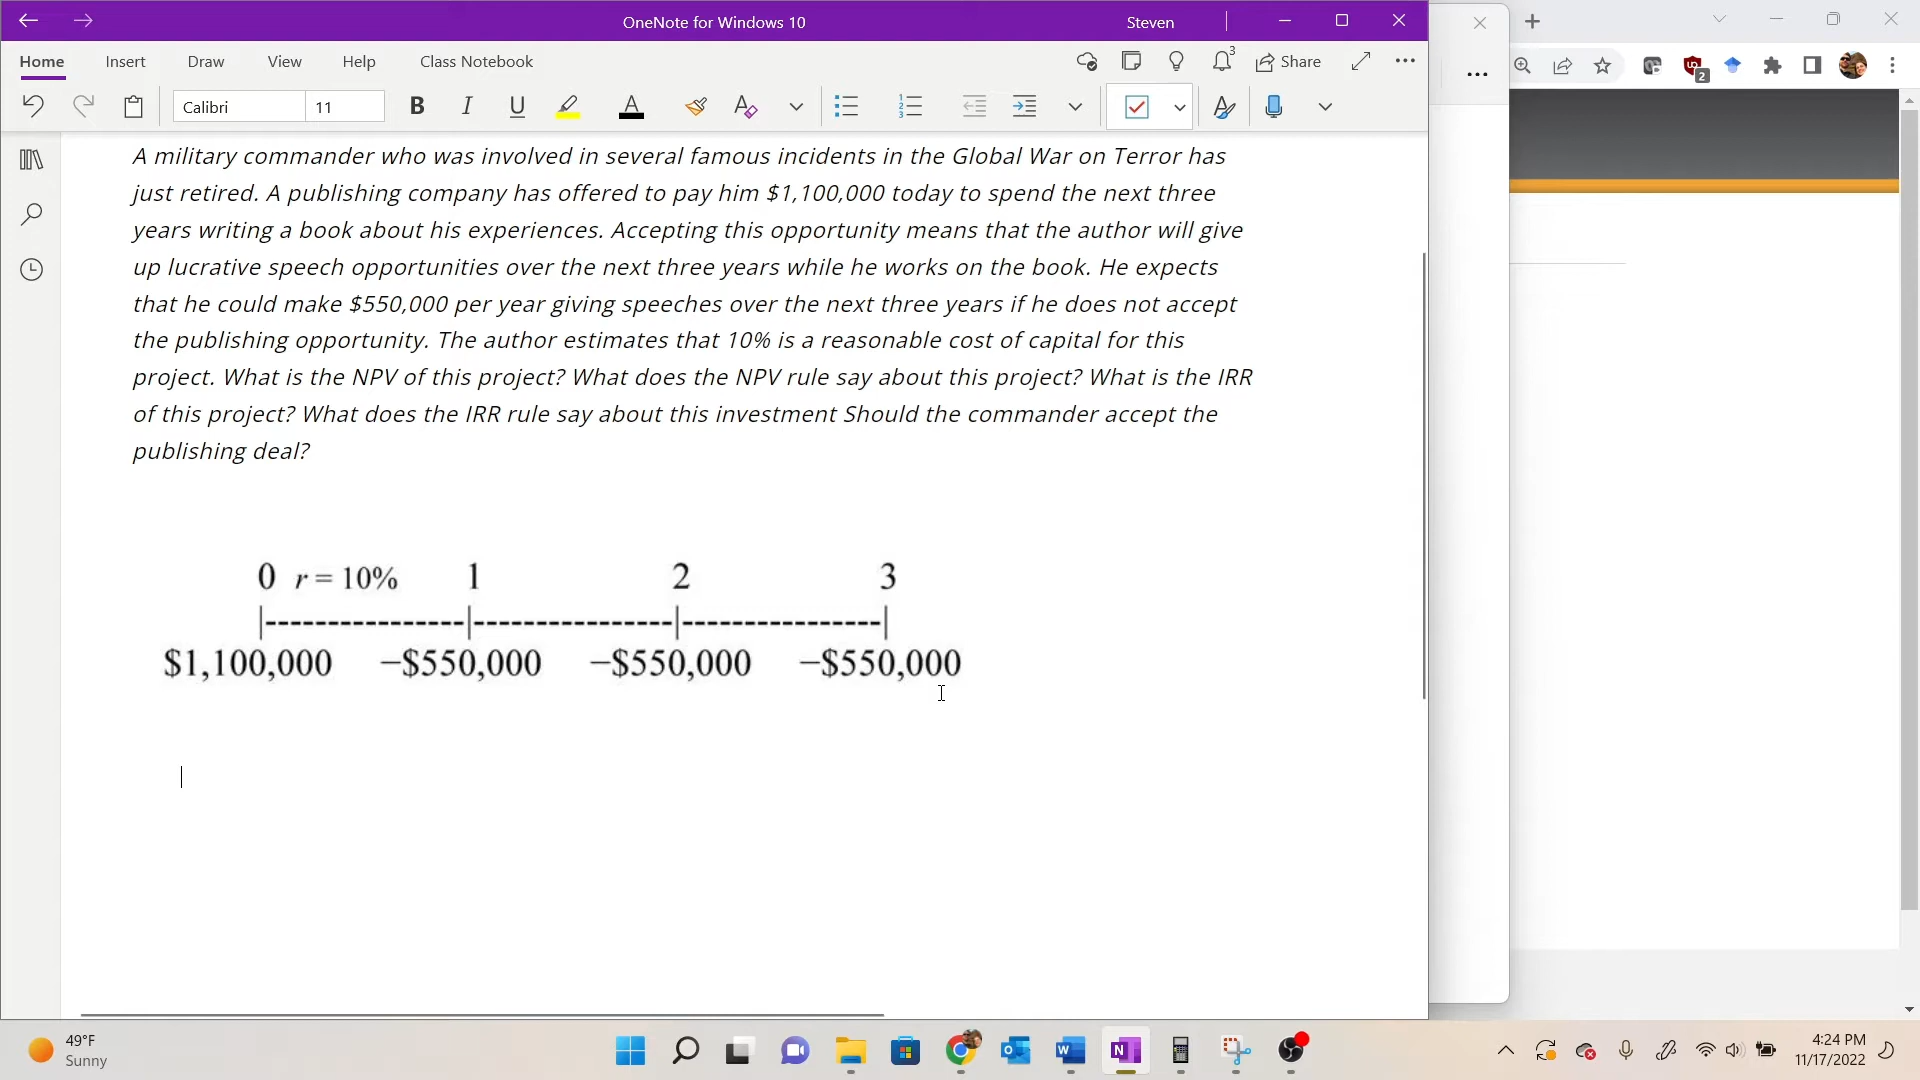 OneNote for Windows 10
Steven
Home
Insert
Draw
View
Help
Class Notebook
3
Share
2
Calibri
11
B
I
U
A
A military commander who was involved in several famous incidents in the Global War on Terror has
just retired. A publishing company has offered to pay him $1,100,000 today to spend the next three
years writing a book about his experiences. Accepting this opportunity means that the author will give
up lucrative speech opportunities over the next three years while he works on the book. He expects
that he could make $550,000 per year giving speeches over the next three years if he does not accept
the publishing opportunity. The author estimates that 10% is a reasonable cost of capital for this
project. What is the NPV of this project? What does the NPV rule say about this project? What is the IRR
of this project? What does the IRR rule say about this investment Should the commander accept the
publishing deal?
0 r = 10% 1 2 3
|-----------------|----------------|----------------|
$1,100,000 −$550,000 −$550,000 −$550,000
49°F
Sunny
4:24 PM
11/17/2022